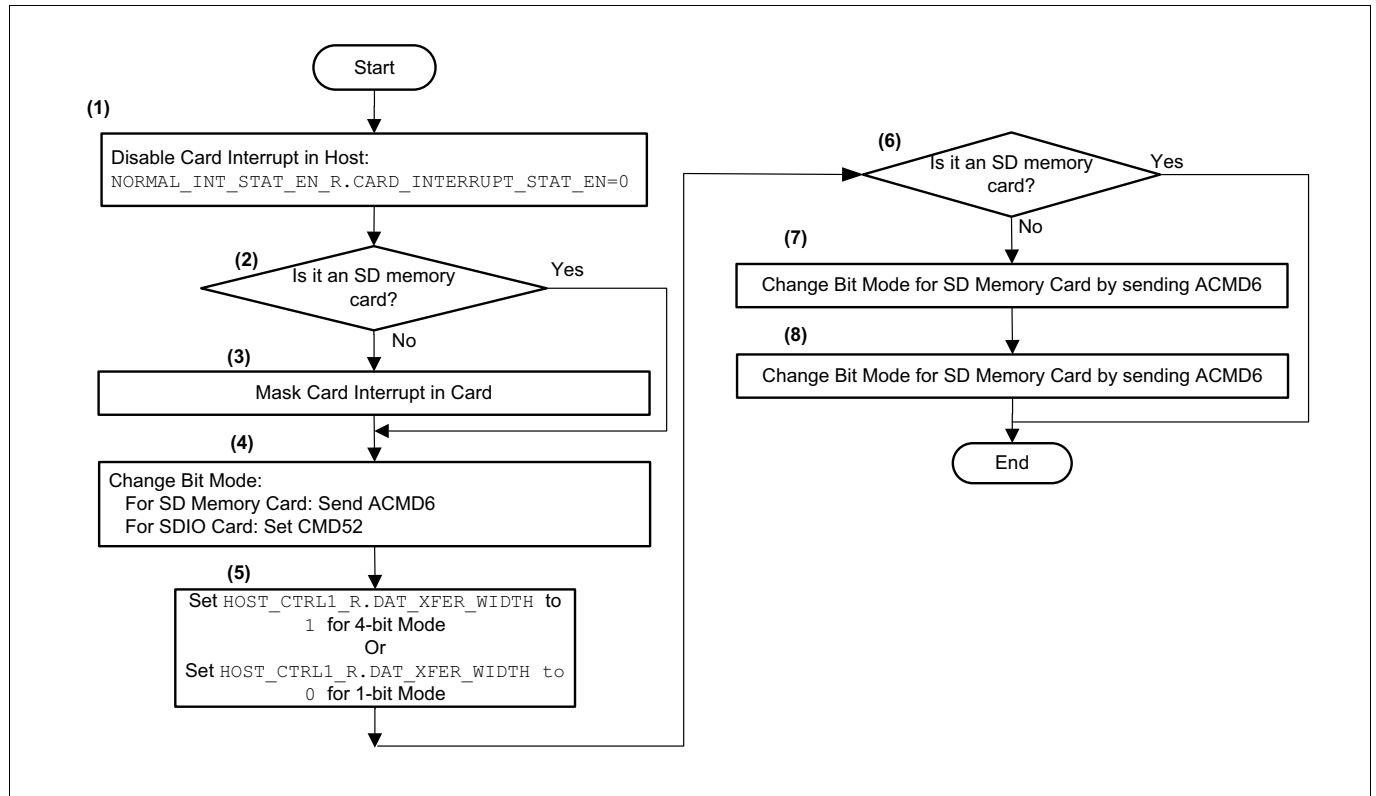 Start
(1)
Disable Card Interrupt in Host:
NORMAL_INT_STAT_EN_R.CARD_INTERRUPT_STAT_EN=0
(2)
Is it an SD memory
card?
Yes
No
(3)
Mask Card Interrupt in Card
(4)
Change Bit Mode:
For SD Memory Card: Send ACMD6
For SDIO Card: Set CMD52
(5)
Set HOST_CTRL1_R.DAT_XFER_WIDTH to
1 for 4-bit Mode
Or
Set HOST_CTRL1_R.DAT_XFER_WIDTH to
0 for 1-bit Mode
(6)
Is it an SD memory
card?
Yes
No
(7)
Change Bit Mode for SD Memory Card by sending ACMD6
(8)
Change Bit Mode for SD Memory Card by sending ACMD6
End